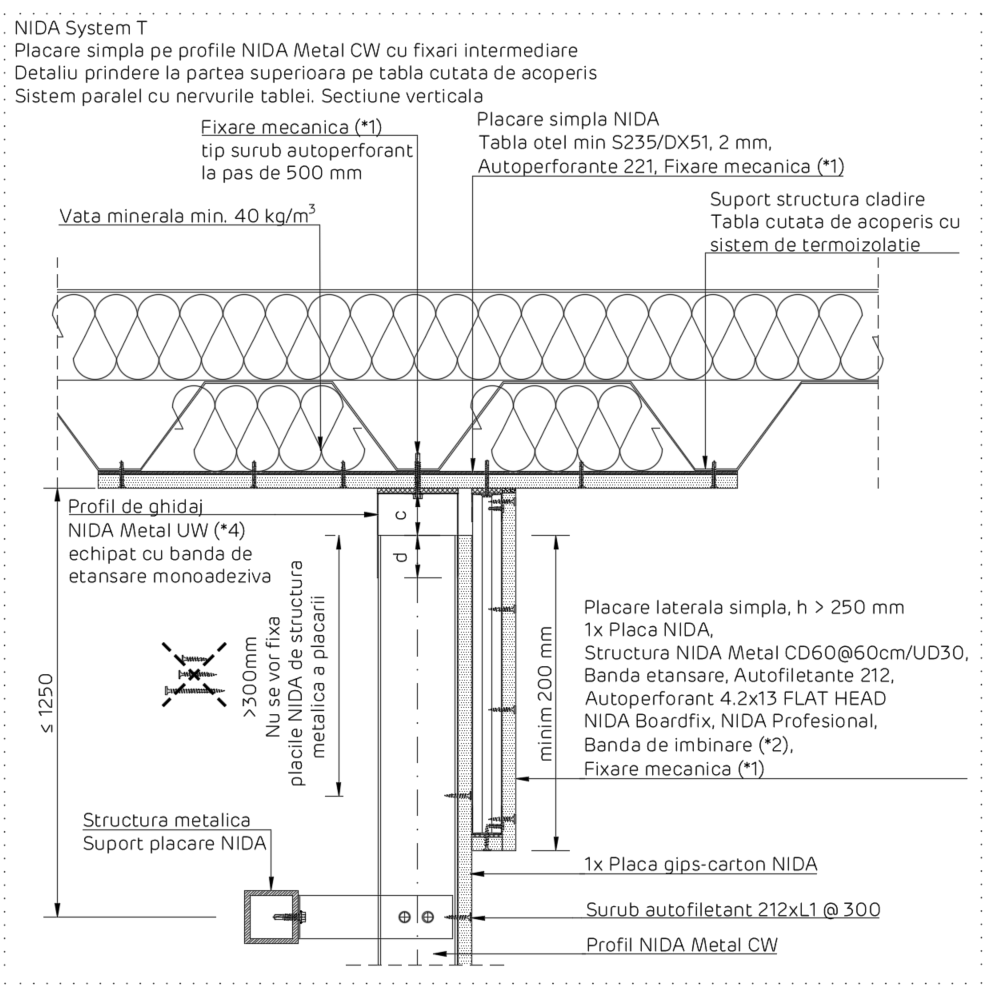 NIDA System T
Placare simpla pe profile NIDA Metal CW cu fixari intermediare
Detaliu prindere la partea superioara pe tabla cutata de acoperis
Sistem paralel cu nervurile tablei. Sectiune verticala
Fixare mecanica (*1)
tip surub autoperforant
la pas de 500 mm
Placare simpla NIDA
Tabla otel min S235/DX51, 2 mm,
Autoperforante 221, Fixare mecanica (*1)
Vata minerala min. 40 kg/m³
Suport structura cladire
Tabla cutata de acoperis cu
sistem de termoizolatie
Profil de ghidaj
NIDA Metal UW (*4)
echipat cu banda de
etansare monoadeziva
c
d
≤ 1250
>300mm
Nu se vor fixa
placile NIDA de structura
metalica a placarii
minim 200 mm
Placare laterala simpla, h > 250 mm
1x Placa NIDA,
Structura NIDA Metal CD60@60cm/UD30,
Banda etansare, Autofiletante 212,
Autoperforant 4.2x13 FLAT HEAD
NIDA Boardfix, NIDA Profesional,
Banda de imbinare (*2),
Fixare mecanica (*1)
Structura metalica
Suport placare NIDA
1x Placa gips-carton NIDA
Surub autofiletant 212xL1 @ 300
Profil NIDA Metal CW